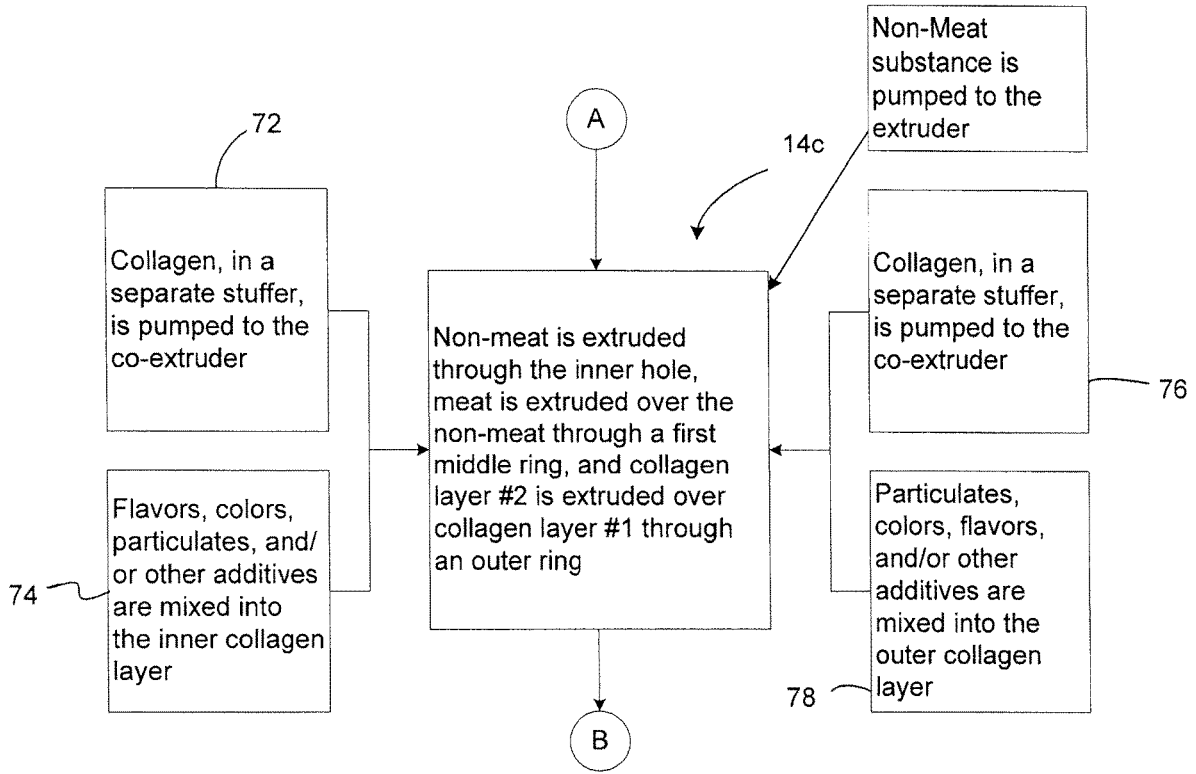 Non-Meat
substance is
pumped to the
extruder
A
14c
72
Collagen, in a
separate stuffer,
is pumped to the
co-extruder
Non-meat is extruded
through the inner hole,
meat is extruded over the
non-meat through a first
middle ring, and collagen
layer #2 is extruded over
collagen layer #1 through
an outer ring
Collagen, in a
separate stuffer,
is pumped to the
co-extruder
76
Flavors, colors,
particulates, and/
or other additives
are mixed into
the inner collagen
layer
74
Particulates,
colors, flavors,
and/or other
additives are
mixed into the
outer collagen
layer
78
B